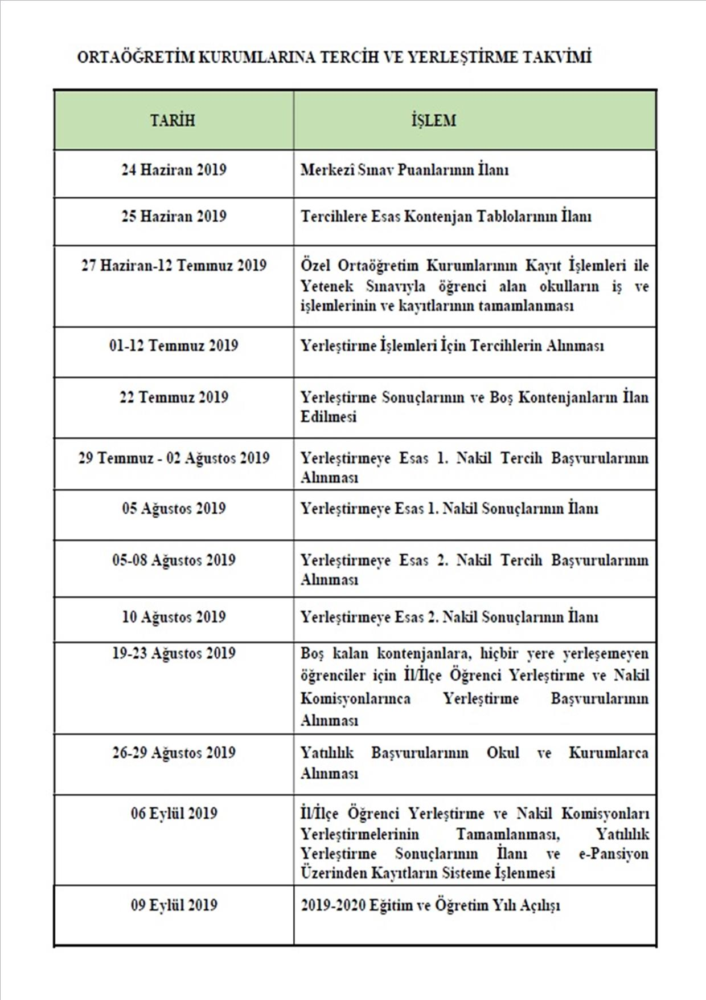 ORTAÖĞRETİM KURUMLARINA TERCİH VE YERLEŞTİRME TAKVİMİ
TARİH İŞLEM
24 Haziran 2019 Merkezî Sınav Puanlarının İlanı
25 Haziran 2019 Tercihlere Esas Kontenjan Tablolarının İlanı
27 Haziran-12 Temmuz 2019 Özel Ortaöğretim Kurumlarının Kayıt İşlemleri ile
Yetenek Sınavıyla öğrenci alan okulların iş ve
işlemlerinin ve kayıtlarının tamamlanması
01-12 Temmuz 2019 Yerleştirme İşlemleri İçin Tercihlerin Alınması
22 Temmuz 2019 Yerleştirme Sonuçlarının ve Boş Kontenjanların İlan
Edilmesi
29 Temmuz - 02 Ağustos 2019 Yerleştirmeye Esas 1. Nakil Tercih Başvurularının
Alınması
05 Ağustos 2019 Yerleştirmeye Esas 1. Nakil Sonuçlarının İlanı
05-08 Ağustos 2019 Yerleştirmeye Esas 2. Nakil Tercih Başvurularının
Alınması
10 Ağustos 2019 Yerleştirmeye Esas 2. Nakil Sonuçlarının İlanı
19-23 Ağustos 2019 Boş kalan kontenjanlara, hiçbir yere yerleşemeyen
öğrenciler için İl/İlçe Öğrenci Yerleştirme ve Nakil
Komisyonlarınca Yerleştirme Başvurularının
Alınması
26-29 Ağustos 2019 Yatılılık Başvurularının Okul ve Kurumlarca
Alınması
06 Eylül 2019 İl/İlçe Öğrenci Yerleştirme ve Nakil Komisyonları
Yerleştirmelerinin Tamamlanması, Yatılılık
Yerleştirme Sonuçlarının İlanı ve e-Pansiyon
Üzerinden Kayıtların Sisteme İşlenmesi
09 Eylül 2019 2019-2020 Eğitim ve Öğretim Yılı Açılışı